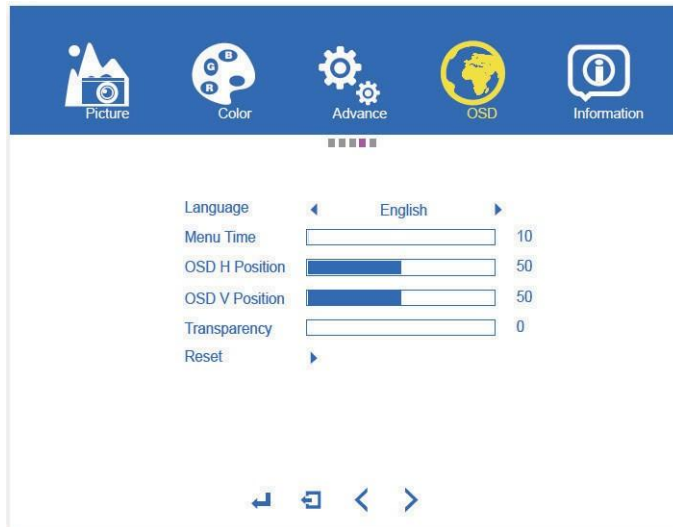 G B R
Picture Color Advance OSD Information
Language English
Menu Time 10
OSD H Position 50
OSD V Position 50
Transparency 0
Reset